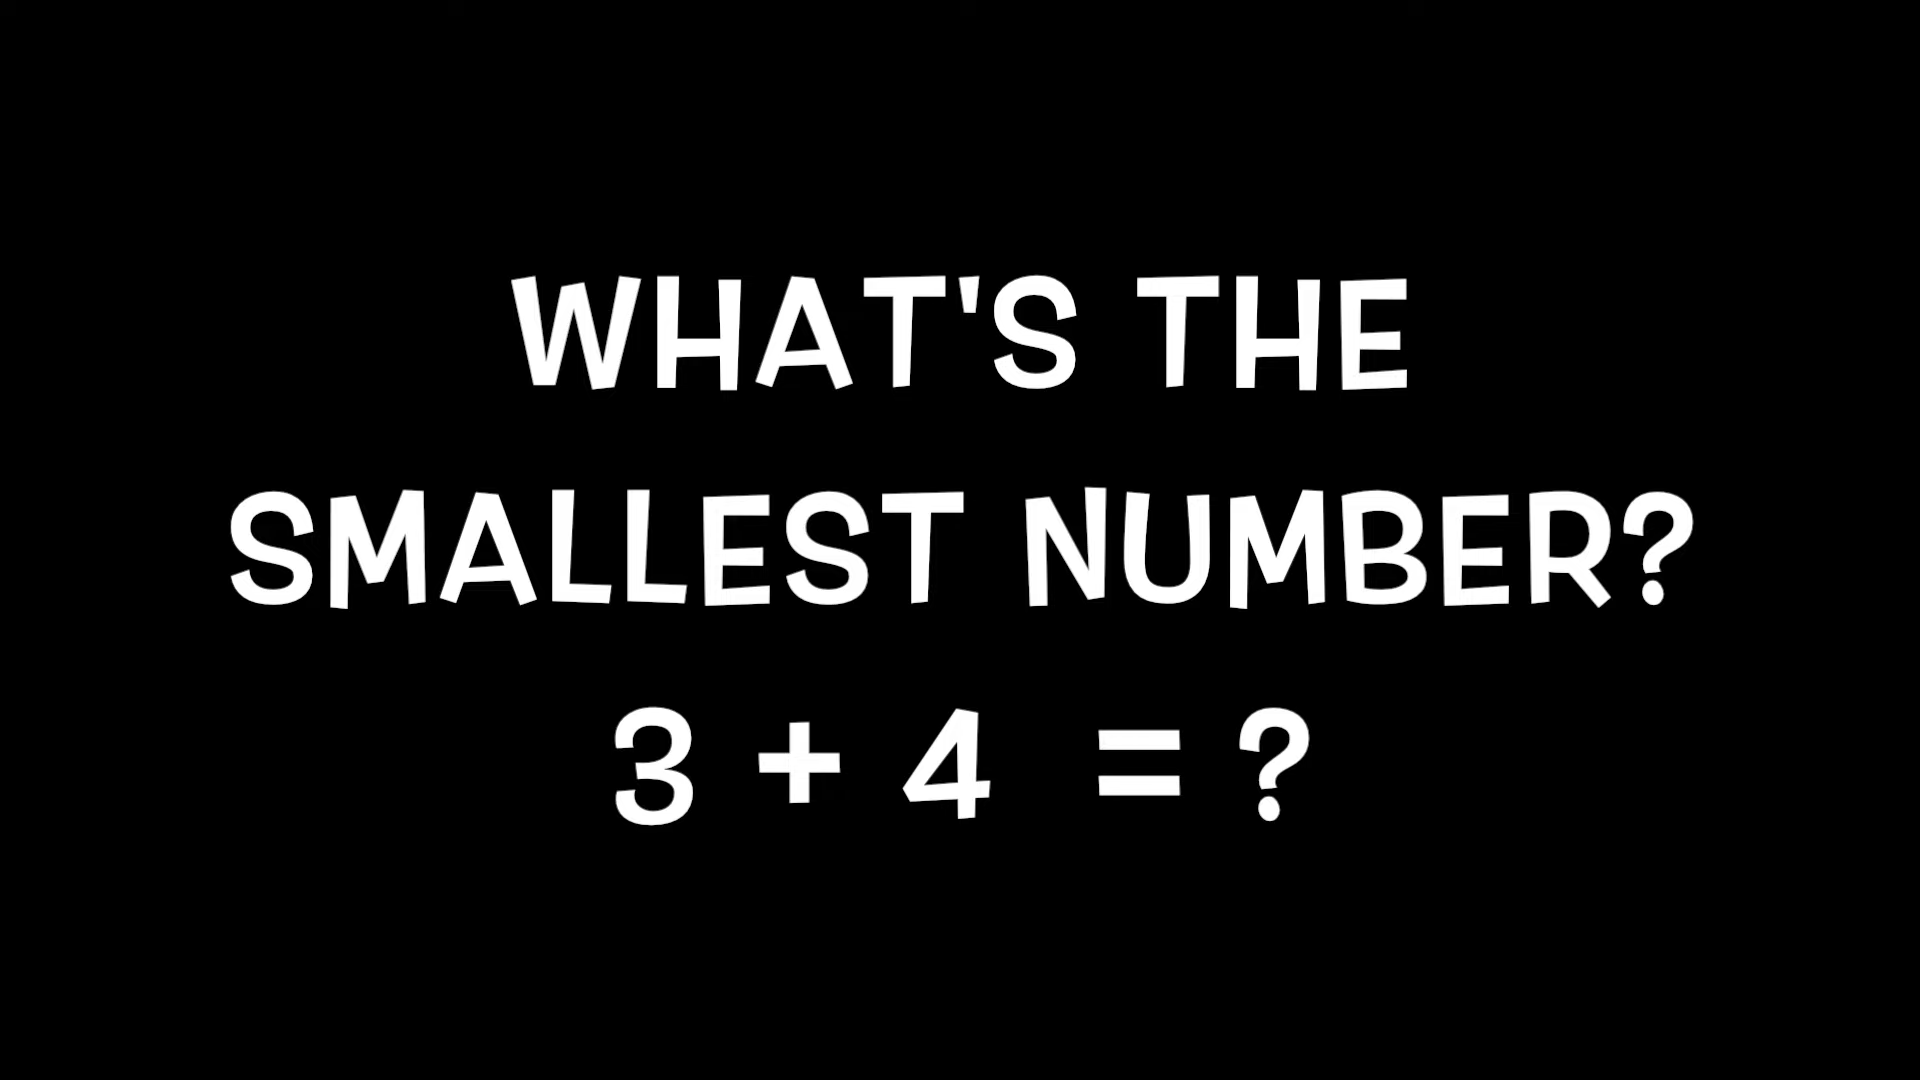 WHAT'S THE
SMALLEST NUMBER?
3 + 4 = ?